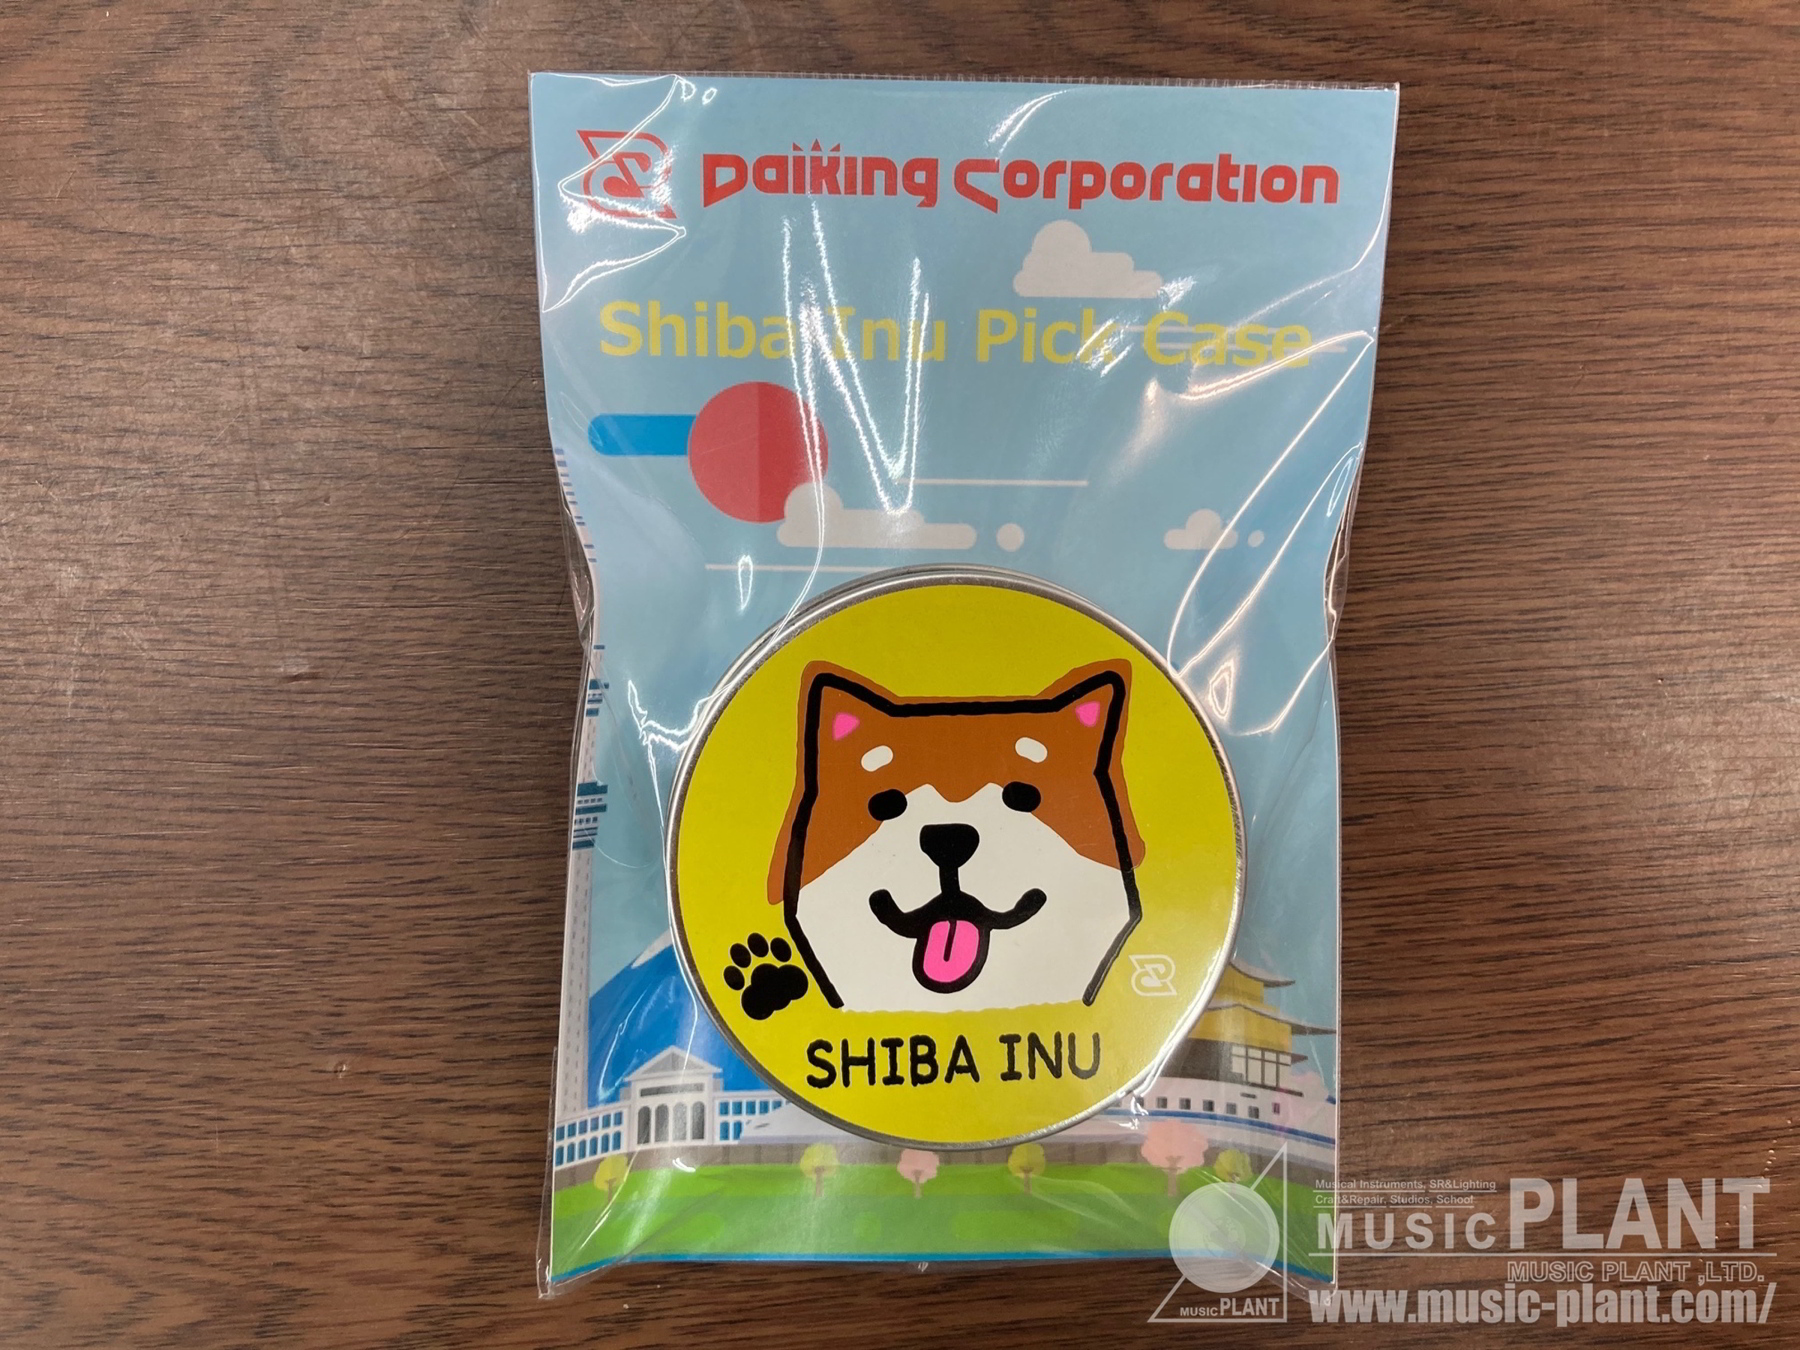 Daiking Corporation
Shiba Inu Pick Case
SHIBA INU
Musical Instruments, SR&Lighting
Craft&Repair, Studios, School
MUSIC PLANT
MUSIC PLANT ,LTD.
MUSIC PLANT
www.music-plant.com/